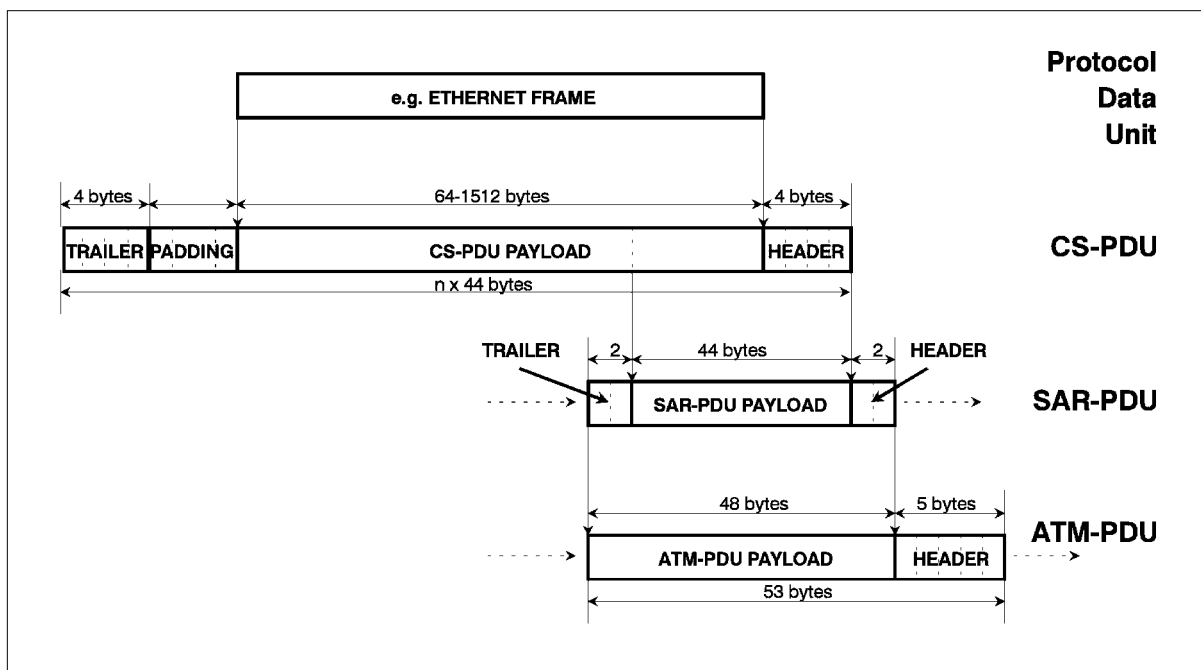 Protocol
Data
Unit
e.g. ETHERNET FRAME
4 bytes
64-1512 bytes
4 bytes
TRAILER
PADDING
CS-PDU PAYLOAD
HEADER
CS-PDU
n x 44 bytes
TRAILER
2
44 bytes
2
HEADER
SAR-PDU PAYLOAD
SAR-PDU
48 bytes
5 bytes
ATM-PDU
ATM-PDU PAYLOAD
HEADER
53 bytes